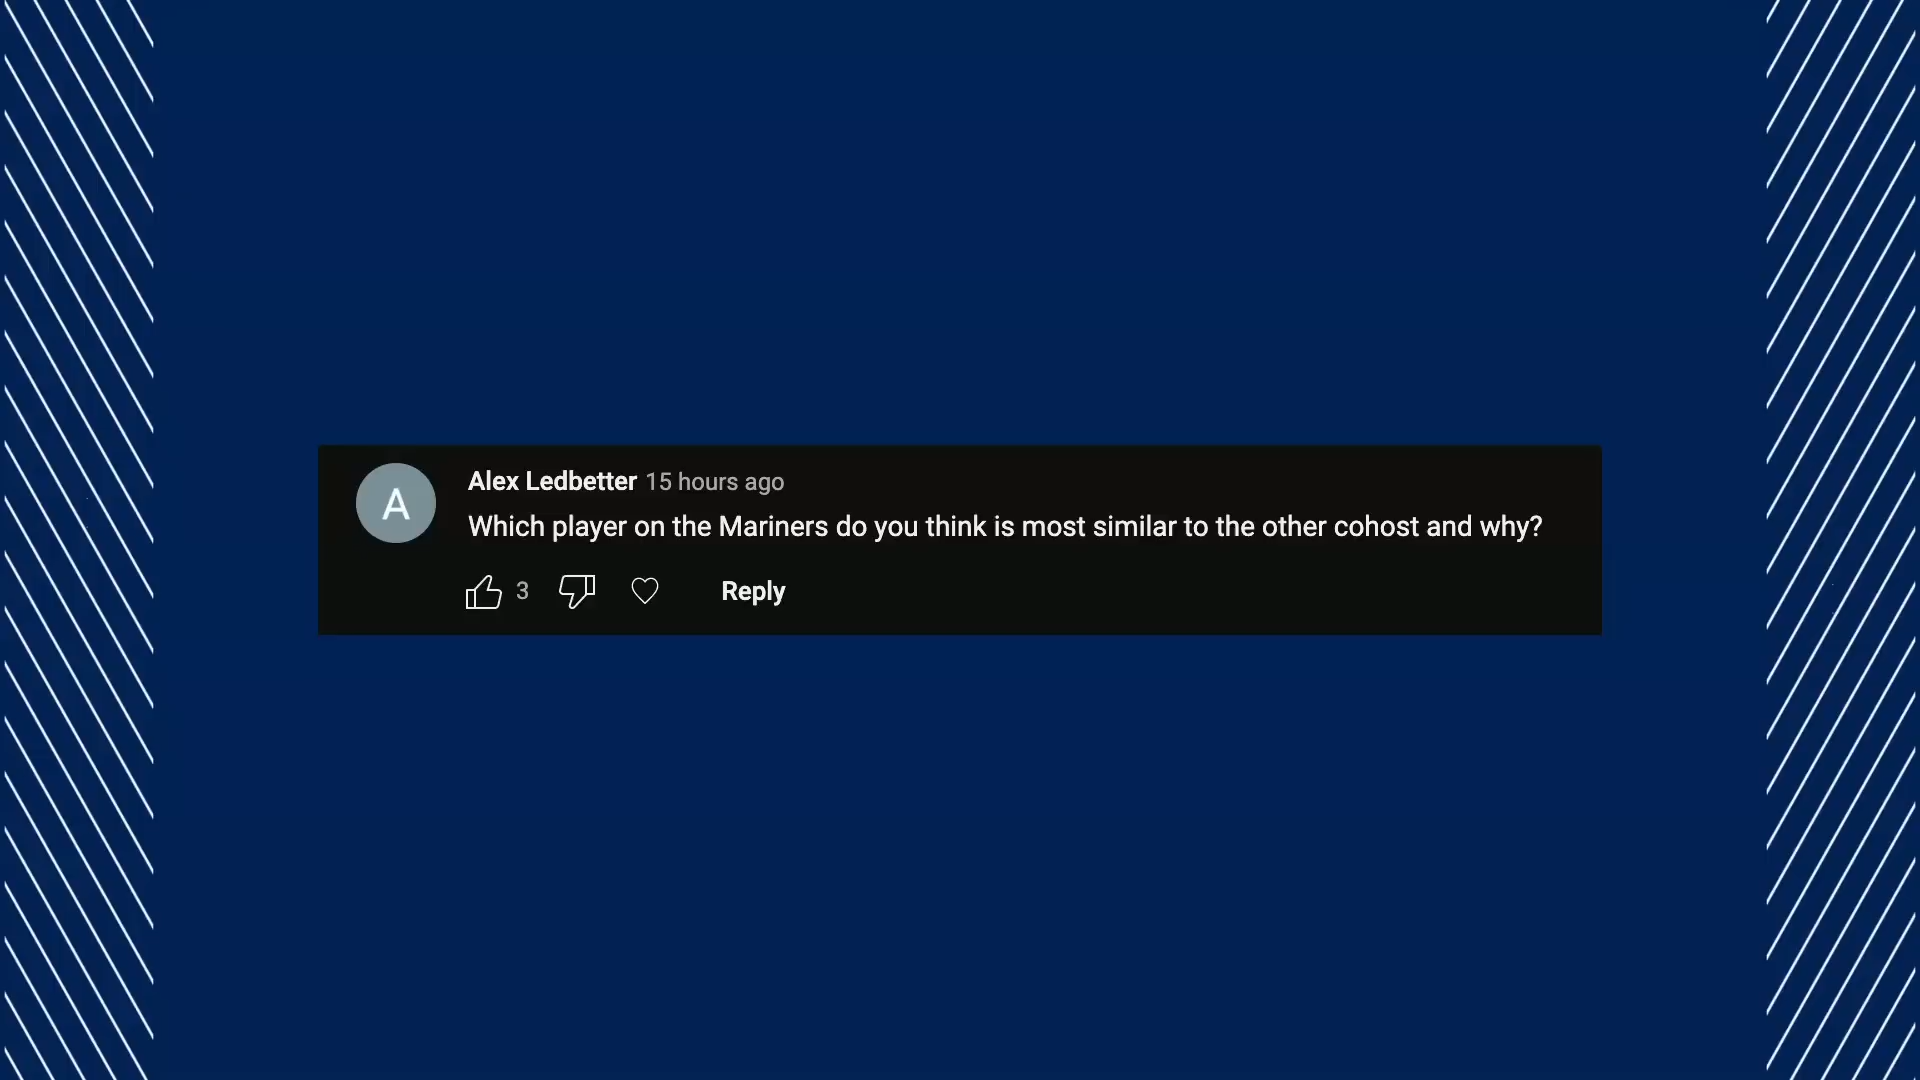 A
Alex Ledbetter 15 hours ago
Which player on the Mariners do you think is most similar to the other cohost and why?
3 Reply